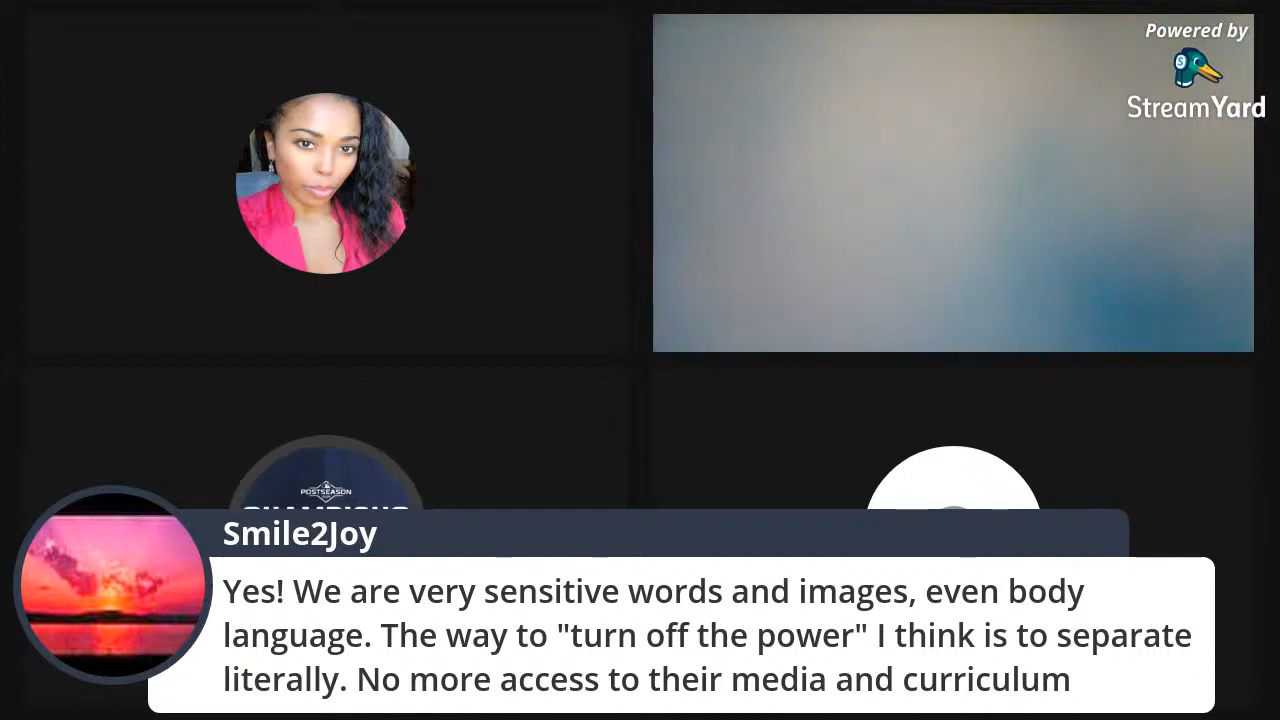 Powered by
StreamYard
POSTSEASON
CHAMPIONS
Smile2Joy
Yes! We are very sensitive words and images, even body
language. The way to "turn off the power" I think is to separate
literally. No more access to their media and curriculum